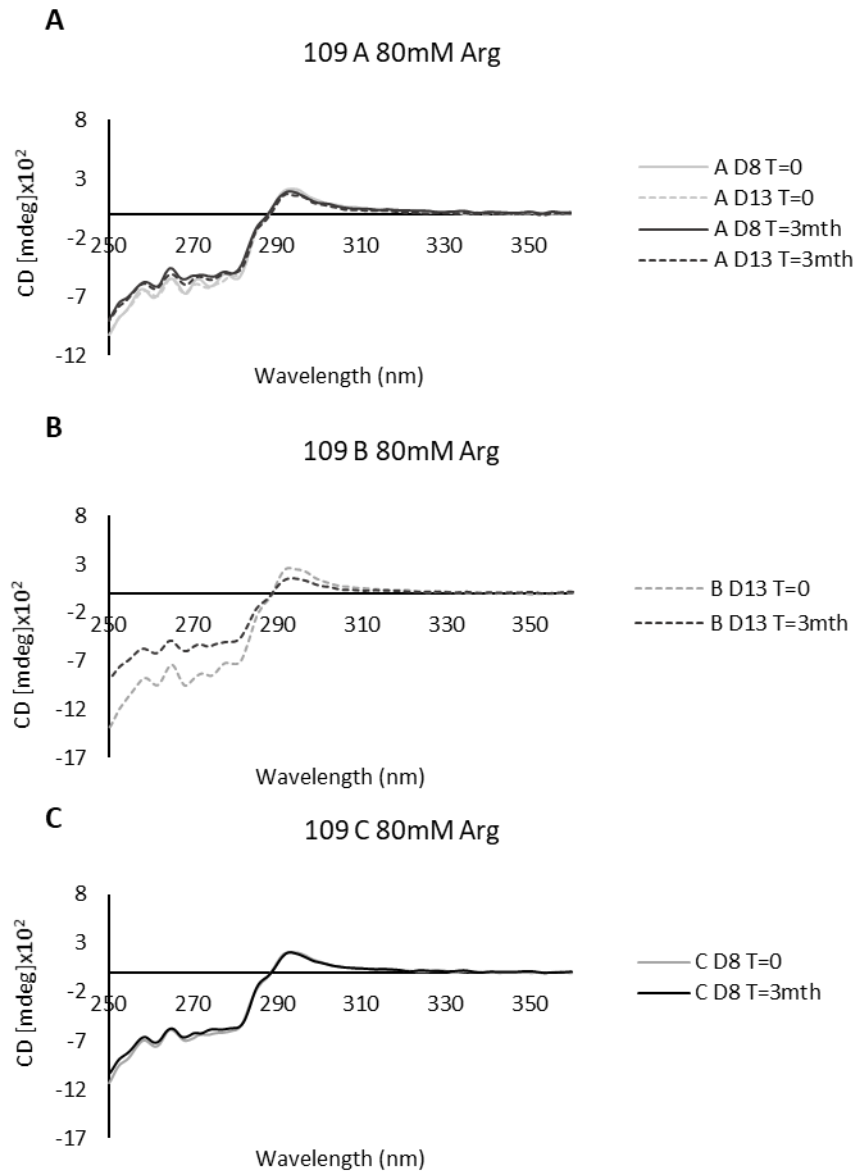 A
109 A 80mM Arg
8
3
-2
-7
-12
CD [mdeg]x10²
250 270 290 310 330 350
Wavelength (nm)
A D8 T=0
A D13 T=0
A D8 T=3mth
A D13 T=3mth
B
109 B 80mM Arg
8
3
-2
-7
-12
-17
CD [mdeg]x10²
250 270 290 310 330 350
Wavelength (nm)
B D13 T=0
B D13 T=3mth
C
109 C 80mM Arg
8
3
-2
-7
-12
-17
CD [mdeg]x10²
250 270 290 310 330 350
Wavelength (nm)
C D8 T=0
C D8 T=3mth